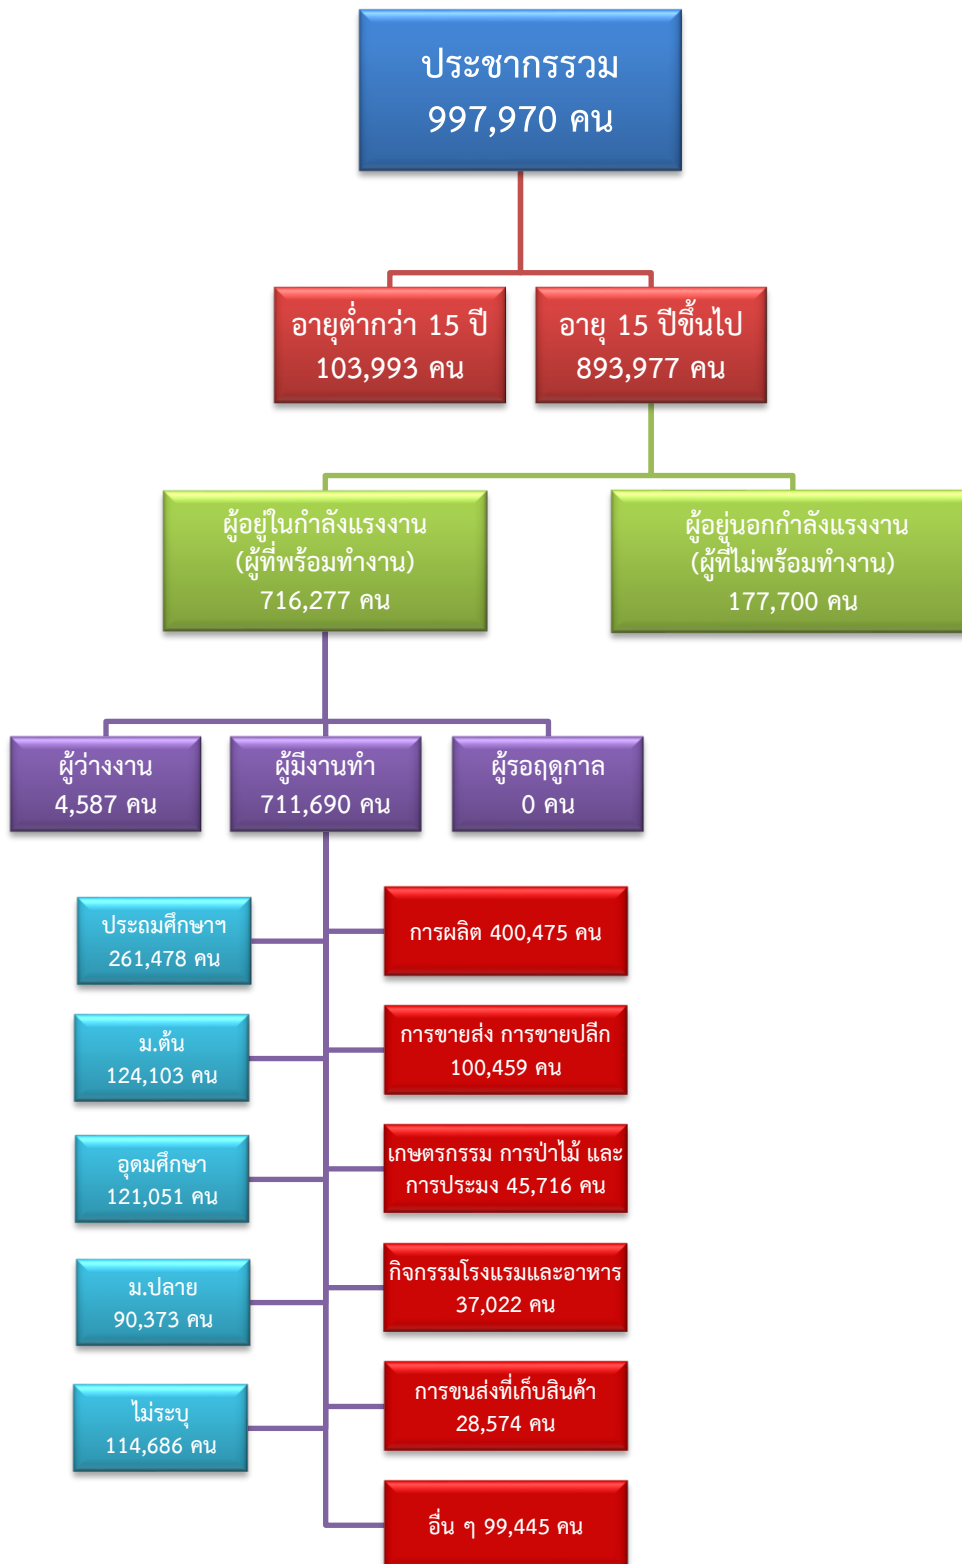 ประชากรรวม
997,970 คน
อายุต่ำกว่า 15 ปี
103,993 คน
อายุ 15 ปีขึ้นไป
893,977 คน
ผู้อยู่ในกำลังแรงงาน
(ผู้ที่พร้อมทำงาน)
716,277 คน
ผู้อยู่นอกกำลังแรงงาน
(ผู้ที่ไม่พร้อมทำงาน)
177,700 คน
ผู้ว่างงาน
4,587 คน
ผู้มีงานทำ
711,690 คน
ผู้รอฤดูกาล
0 คน
ประถมศึกษาฯ
261,478 คน
ม.ต้น
124,103 คน
อุดมศึกษา
121,051 คน
ม.ปลาย
90,373 คน
ไม่ระบุ
114,686 คน
การผลิต 400,475 คน
การขายส่ง การขายปลีก
100,459 คน
เกษตรกรรม การป่าไม้ และ
การประมง 45,716 คน
กิจกรรมโรงแรมและอาหาร
37,022 คน
การขนส่งที่เก็บสินค้า
28,574 คน
อื่น ๆ 99,445 คน